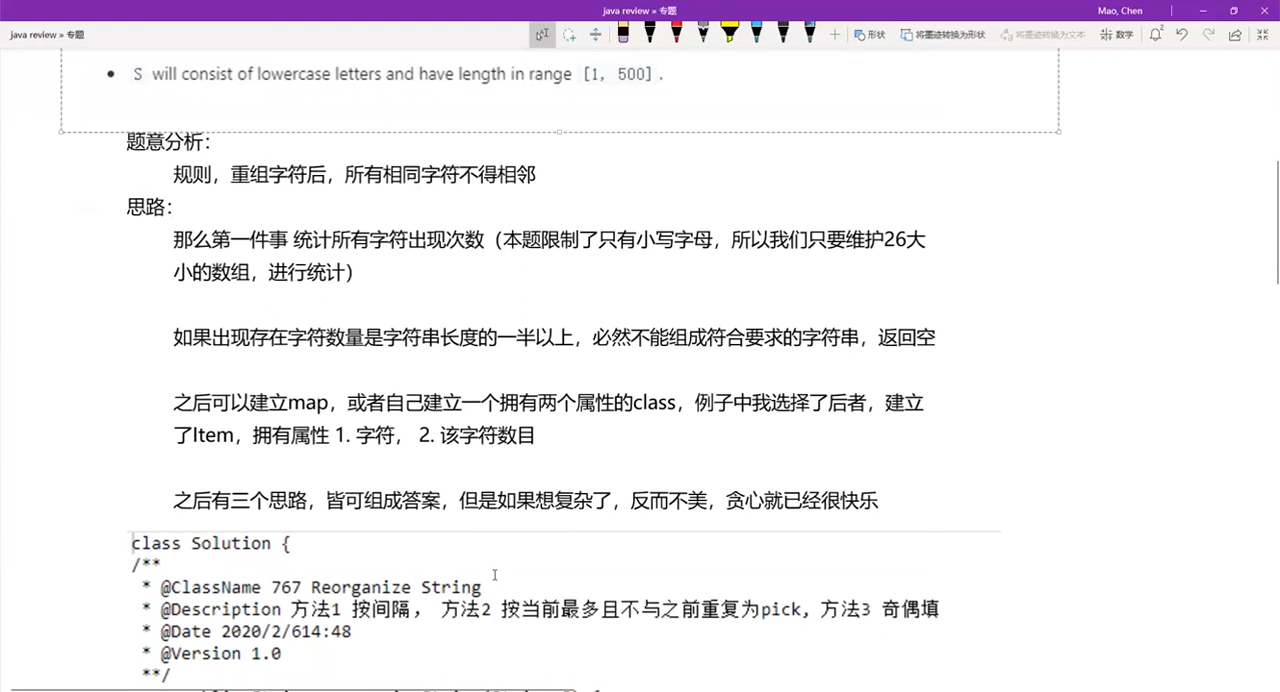 java review » 专题
Mao, Chen
java review » 专题
形状
将墨迹转换为形状
将墨迹转换为文本
数学
• S will consist of lowercase letters and have length in range [1, 500] .
题意分析：
规则，重组字符后，所有相同字符不得相邻
思路：
那么第一件事 统计所有字符出现次数（本题限制了只有小写字母，所以我们只要维护26大
小的数组，进行统计）
如果出现存在字符数量是字符串长度的一半以上，必然不能组成符合要求的字符串，返回空
之后可以建立map，或者自己建立一个拥有两个属性的class，例子中我选择了后者，建立
了Item，拥有属性 1. 字符， 2. 该字符数目
之后有三个思路，皆可组成答案，但是如果想复杂了，反而不美，贪心就已经很快乐
class Solution {
/**
* @ClassName 767 Reorganize String
* @Description 方法1 按间隔， 方法2 按当前最多且不与之前重复为pick，方法3 奇偶填
* @Date 2020/2/614:48
* @Version 1.0
**/